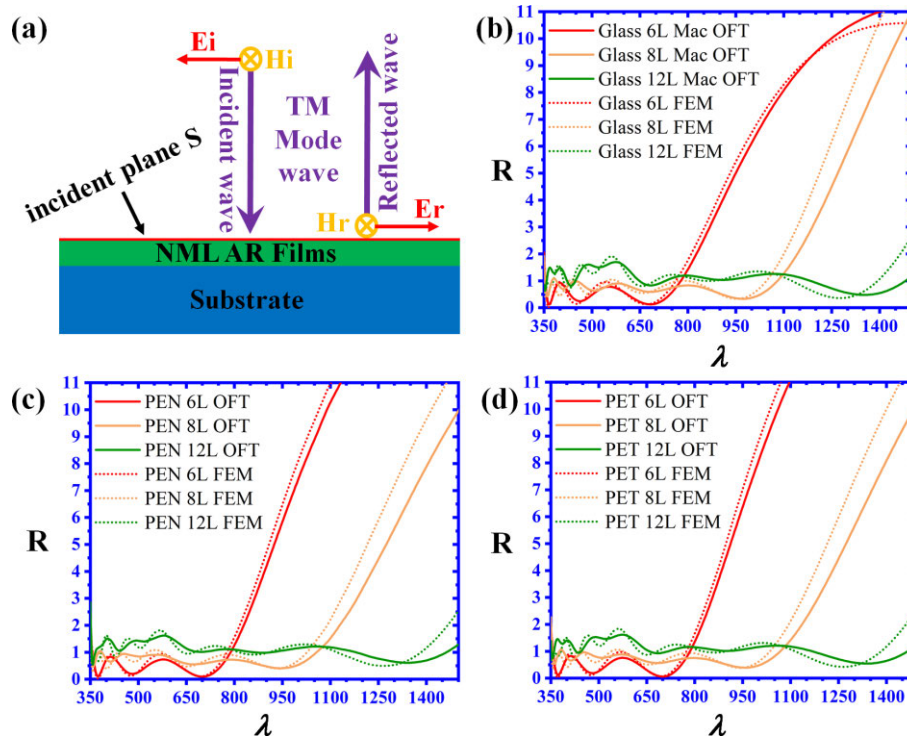 (a)
Ei
Hi
Incident wave
TM
Mode
wave
Reflected wave
Hr
Er
incident plane S
NML AR Films
Substrate
(b)
11
10
9
8
7
6
5
4
3
2
1
0
R
Glass 6L Mac OFT
Glass 8L Mac OFT
Glass 12L Mac OFT
Glass 6L FEM
Glass 8L FEM
Glass 12L FEM
350 500 650 800 950 1100 1250 1400
λ
(c)
11
10
9
8
7
6
5
4
3
2
1
0
R
PEN 6L OFT
PEN 8L OFT
PEN 12L OFT
PEN 6L FEM
PEN 8L FEM
PEN 12L FEM
350 500 650 800 950 1100 1250 1400
λ
(d)
11
10
9
8
7
6
5
4
3
2
1
0
R
PET 6L OFT
PET 8L OFT
PET 12L OFT
PET 6L FEM
PET 8L FEM
PET 12L FEM
350 500 650 800 950 1100 1250 1400
λ